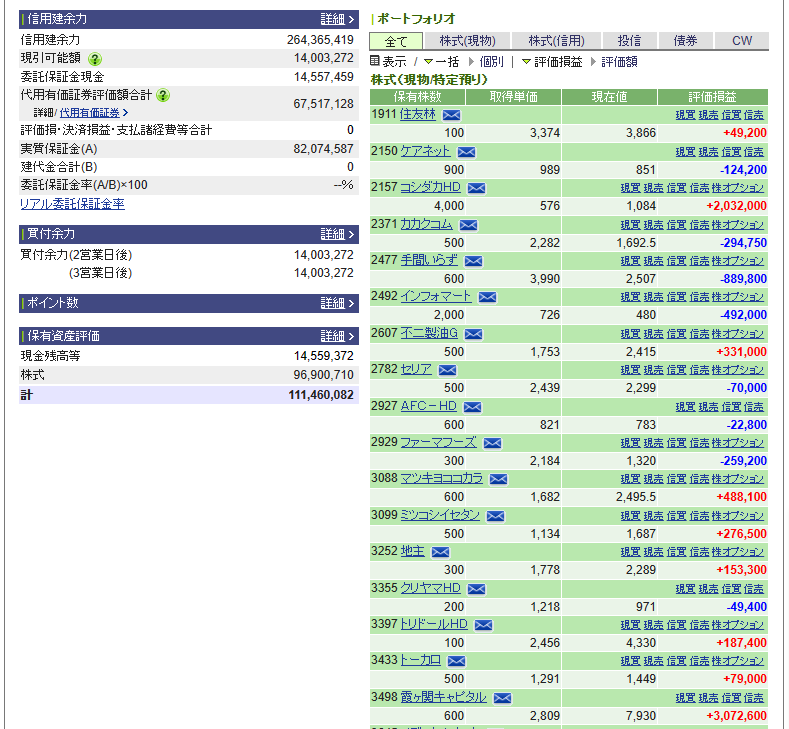 信用建余力 詳細
信用建余力 264,365,419
現引可能額 ? 14,003,272
委託保証金現金 14,557,459
代用有価証券評価額合計 ? 67,517,128
詳細/代用有価証券
評価損・決済損益・支払諸経費等合計 0
実質保証金(A) 82,074,587
建代金合計(B) 0
委託保証金率(A/B)×100 --%
リアル委託保証金率
買付余力 詳細
買付余力(2営業日後) 14,003,272
(3営業日後) 14,003,272
ポイント数 詳細
保有資産評価 詳細
現金残高等 14,559,372
株式 96,900,710
計 111,460,082
ポートフォリオ
全て 株式(現物) 株式(信用) 投信 債券 CW
表示 / 一括 個別 | 評価損益 評価額
株式(現物/特定預り)
保有株数 取得単価 現在値 評価損益
1911 住友林 現買 現売 信買 信売
100 3,374 3,866 +49,200
2150 ケアネット 現買 現売 信買 信売
900 989 851 -124,200
2157 コシダカHD 現買 現売 信買 信売 株オプション
4,000 576 1,084 +2,032,000
2371 カカクコム 現買 現売 信買 信売 株オプション
500 2,282 1,692.5 -294,750
2477 手間いらず 現買 現売 信買 信売 株オプション
600 3,990 2,507 -889,800
2492 インフォマート 現買 現売 信買 信売 株オプション
2,000 726 480 -492,000
2607 不二製油G 現買 現売 信買 信売 株オプション
500 1,753 2,415 +331,000
2782 セリア 現買 現売 信買 信売 株オプション
500 2,439 2,299 -70,000
2927 AFC－HD 現買 現売 信買 信売
600 821 783 -22,800
2929 ファーマフーズ 現買 現売 信買 信売 株オプション
300 2,184 1,320 -259,200
3088 マツキヨココカラ 現買 現売 信買 信売 株オプション
600 1,682 2,495.5 +488,100
3099 ミツコシイセタン 現買 現売 信買 信売 株オプション
500 1,134 1,687 +276,500
3252 地主 現買 現売 信買 信売 株オプション
300 1,778 2,289 +153,300
3355 クリヤマHD 現買 現売 信買 信売
200 1,218 971 -49,400
3397 トリドールHD 現買 現売 信買 信売 株オプション
100 2,456 4,330 +187,400
3433 トーカロ 現買 現売 信買 信売 株オプション
500 1,291 1,449 +79,000
3498 霞ヶ関キャピタル 現買 現売 信買 信売
600 2,809 7,930 +3,072,600